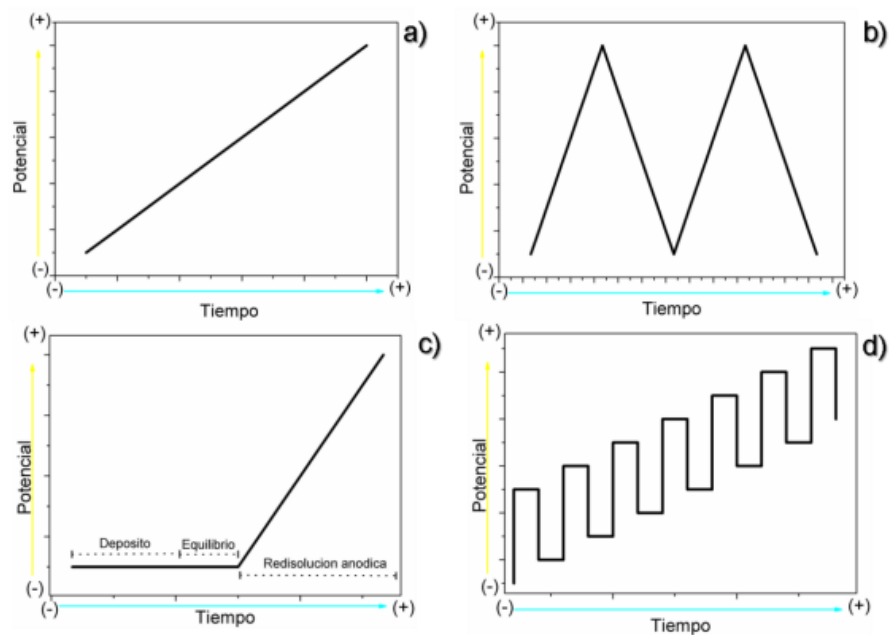 (+)
a)
Potencial
(-)
(-)
(+)
Tiempo
(+)
b)
Potencial
(-)
(-)
(+)
Tiempo
(+)
c)
Potencial
Deposito
Equilibrio
Redisolucion anodica
(-)
(-)
(+)
Tiempo
(+)
d)
Potencial
(-)
(-)
(+)
Tiempo